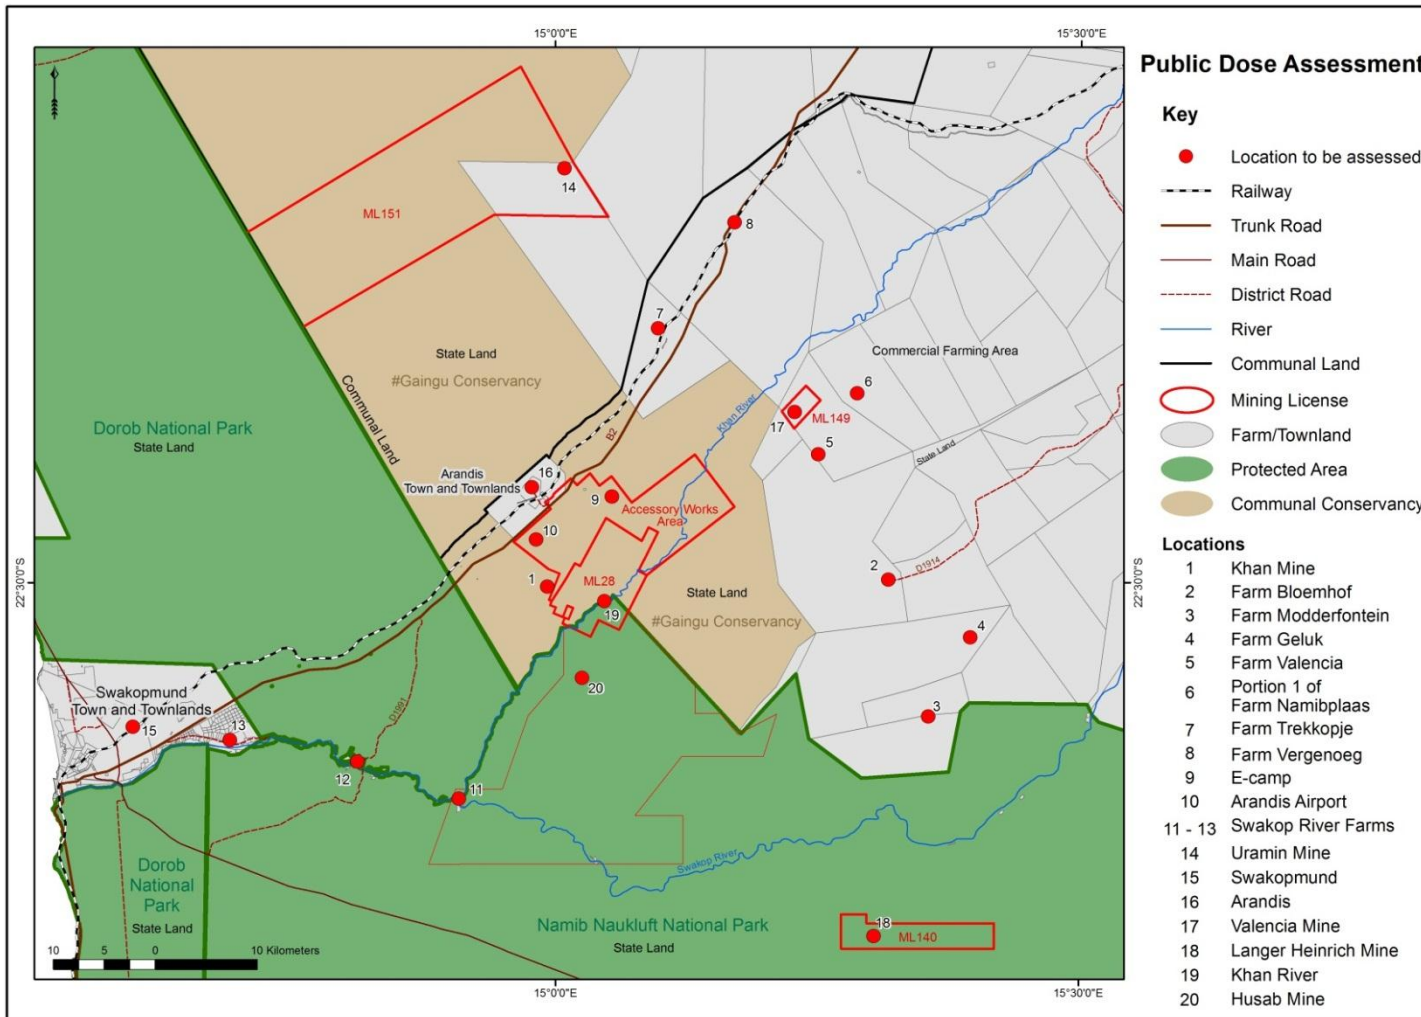 15°0'0"E
15°30'0"E
Public Dose Assessment
Key
Location to be assessed
Railway
Trunk Road
Main Road
District Road
River
Communal Land
Mining License
Farm/Townland
Protected Area
Communal Conservancy
Locations
1 Khan Mine
2 Farm Bloemhof
3 Farm Modderfontein
4 Farm Geluk
5 Farm Valencia
6 Portion 1 of
Farm Namibplaas
7 Farm Trekkopje
8 Farm Vergenoeg
9 E-camp
10 Arandis Airport
11 - 13 Swakop River Farms
14 Uramin Mine
15 Swakopmund
16 Arandis
17 Valencia Mine
18 Langer Heinrich Mine
19 Khan River
20 Husab Mine
14
ML151
8
7
State Land
#Gaingu Conservancy
Communal Land
Commercial Farming Area
6
Khan River
17
ML149
5
B2
State Land
Dorob National Park
State Land
Arandis
Town and Townlands
16
9
Accessory Works
Area
10
1
ML28
19
State Land
#Gaingu Conservancy
2
D1914
4
22°30'0"S
22°30'0"S
20
3
Swakopmund
Town and Townlands
15
13
D1991
12
11
Swakop River
Dorob
National
Park
State Land
Namib Naukluft National Park
State Land
18
ML140
10 5 0 10 Kilometers
15°0'0"E
15°30'0"E